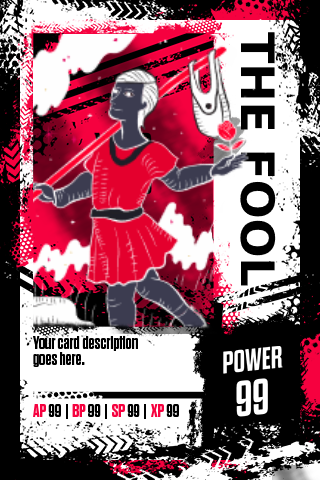 THE FOOL
Your card description
goes here.
AP 99 | BP 99 | SP 99 | XP 99
POWER
99